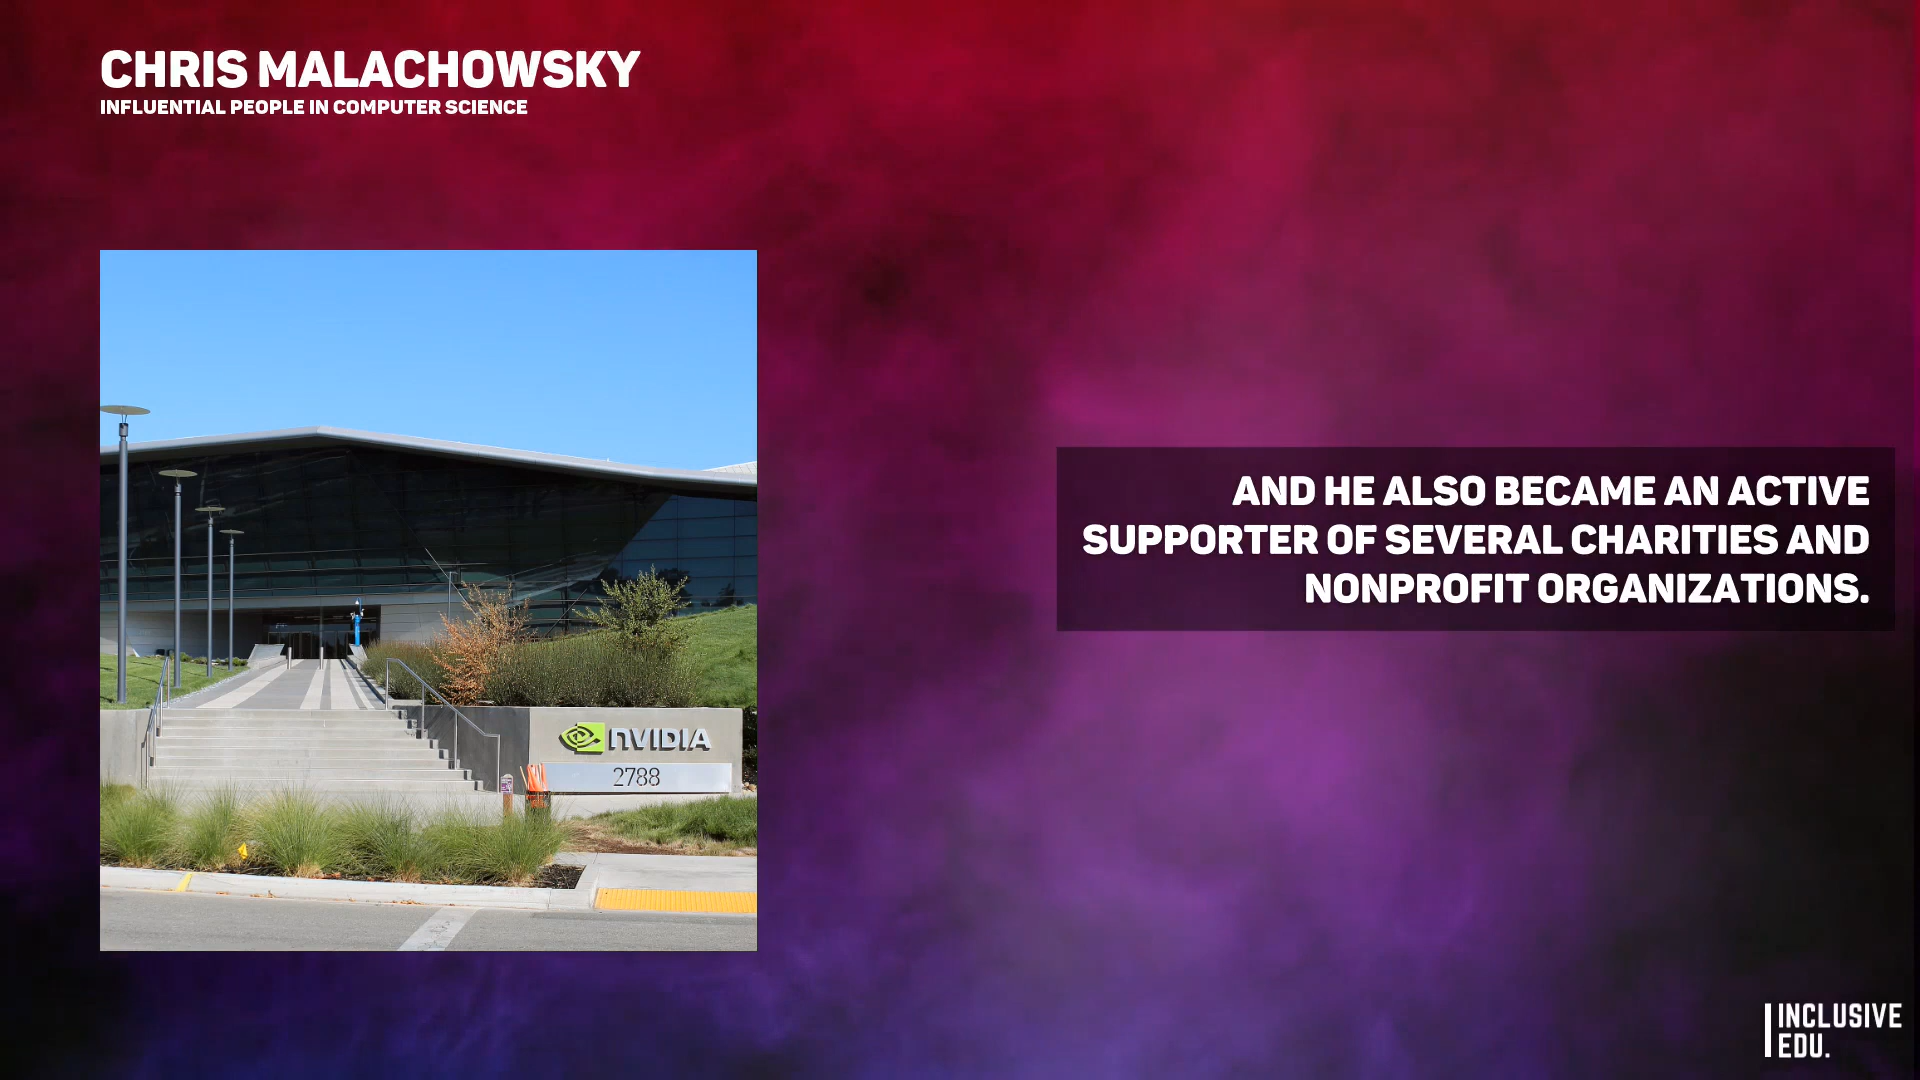 CHRIS MALACHOWSKY
INFLUENTIAL PEOPLE IN COMPUTER SCIENCE
NVIDIA
2788
AND HE ALSO BECAME AN ACTIVE
SUPPORTER OF SEVERAL CHARITIES AND
NONPROFIT ORGANIZATIONS.
INCLUSIVE
EDU.